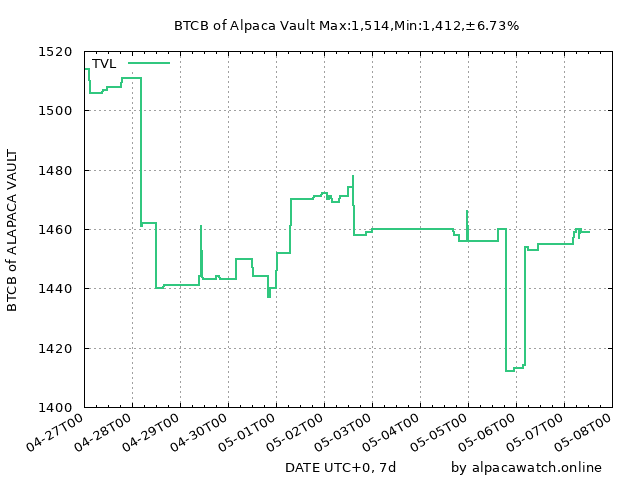 BTCB of Alpaca Vault Max:1,514,Min:1,412,±6.73%
TVL
1520
1500
1480
1460
1440
1420
1400
BTCB of ALAPACA VAULT
04-27T00
04-28T00
04-29T00
04-30T00
05-01T00
05-02T00
05-03T00
05-04T00
05-05T00
05-06T00
05-07T00
05-08T00
DATE UTC+0, 7d
by alpacawatch.online